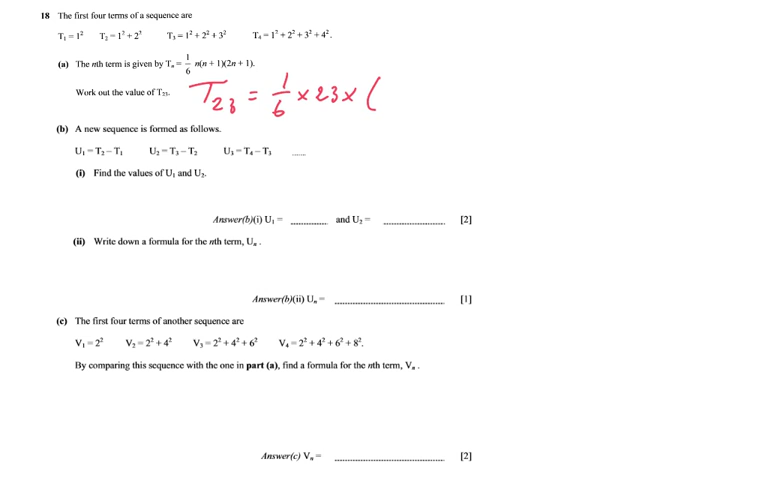 18 The first four terms of a sequence are
T₁ = 1² T₂ = 1² + 2² T₃ = 1² + 2² + 3² T₄ = 1² + 2² + 3² + 4².
(a) The nth term is given by Tₙ = 1/6 n(n + 1)(2n + 1).
Work out the value of T₂₃.
T₂₃ = 1/6 × 23 × (
(b) A new sequence is formed as follows.
U₁ = T₂ – T₁ U₂ = T₃ – T₂ U₃ = T₄ – T₃ .......
(i) Find the values of U₁ and U₂.
Answer(b)(i) U₁ = ............ and U₂ = .................... [2]
(ii) Write down a formula for the nth term, Uₙ .
Answer(b)(ii) Uₙ = .................................... [1]
(c) The first four terms of another sequence are
V₁ = 2² V₂ = 2² + 4² V₃ = 2² + 4² + 6² V₄ = 2² + 4² + 6² + 8².
By comparing this sequence with the one in part (a), find a formula for the nth term, Vₙ .
Answer(c) Vₙ = .................................... [2]